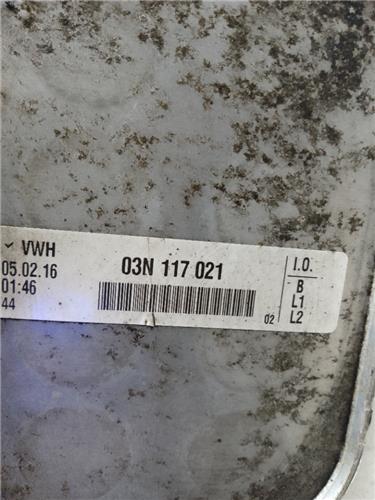 ✓ VWH
05.02.16
01:46
44
03N 117 021
02
I.O.
B
L1
L2